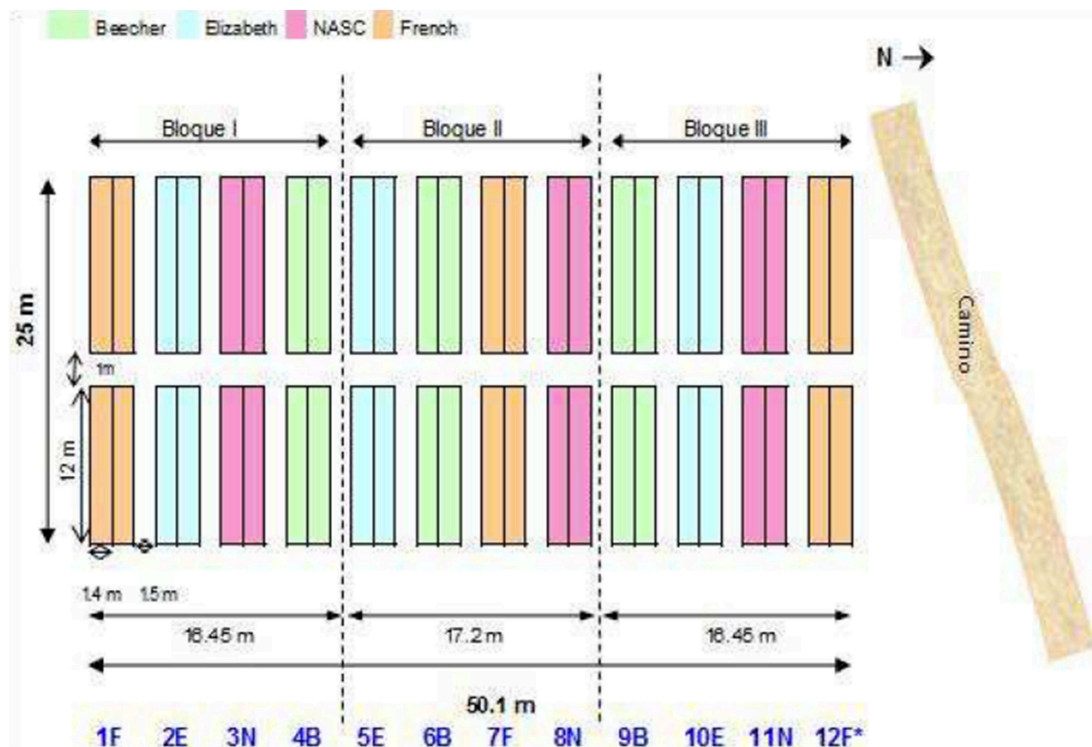 Beecher Elizabeth NASC French
N
Bloque I Bloque II Bloque III
25 m
1m
12 m
Camino
1.4 m 1.5 m
16.45 m 17.2 m 16.45 m
50.1 m
1F 2E 3N 4B 5E 6B 7F 8N 9B 10E 11N 12F*